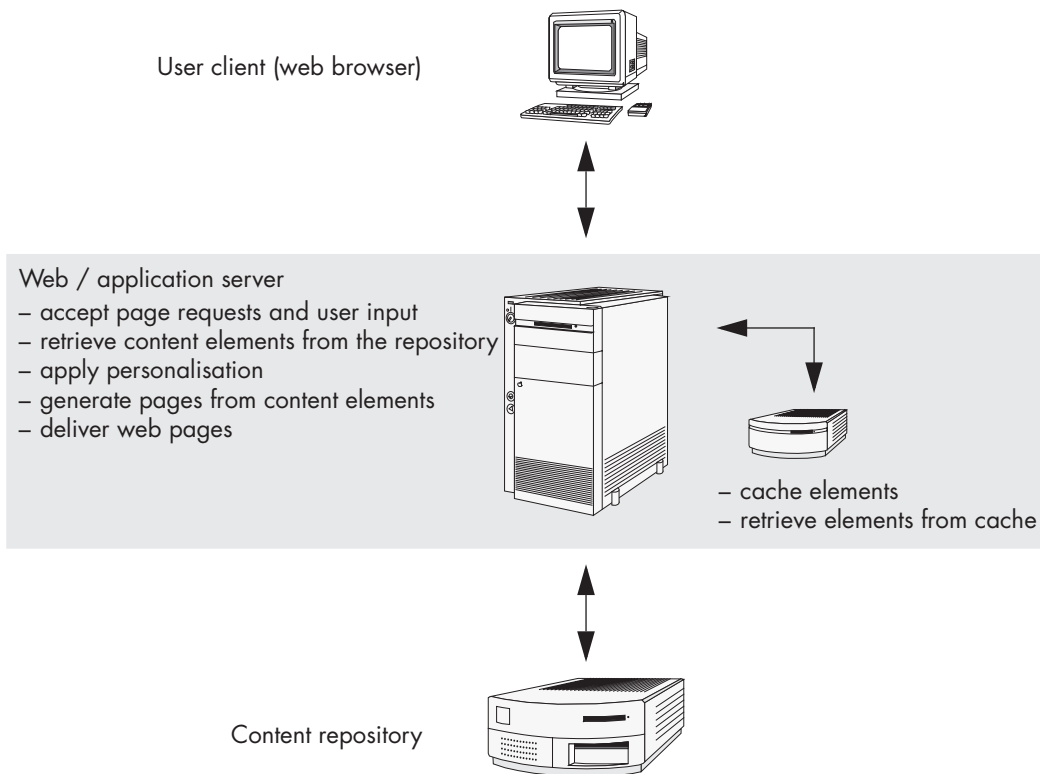 User client (web browser)
Web / application server
– accept page requests and user input
– retrieve content elements from the repository
– apply personalisation
– generate pages from content elements
– deliver web pages
– cache elements
– retrieve elements from cache
Content repository